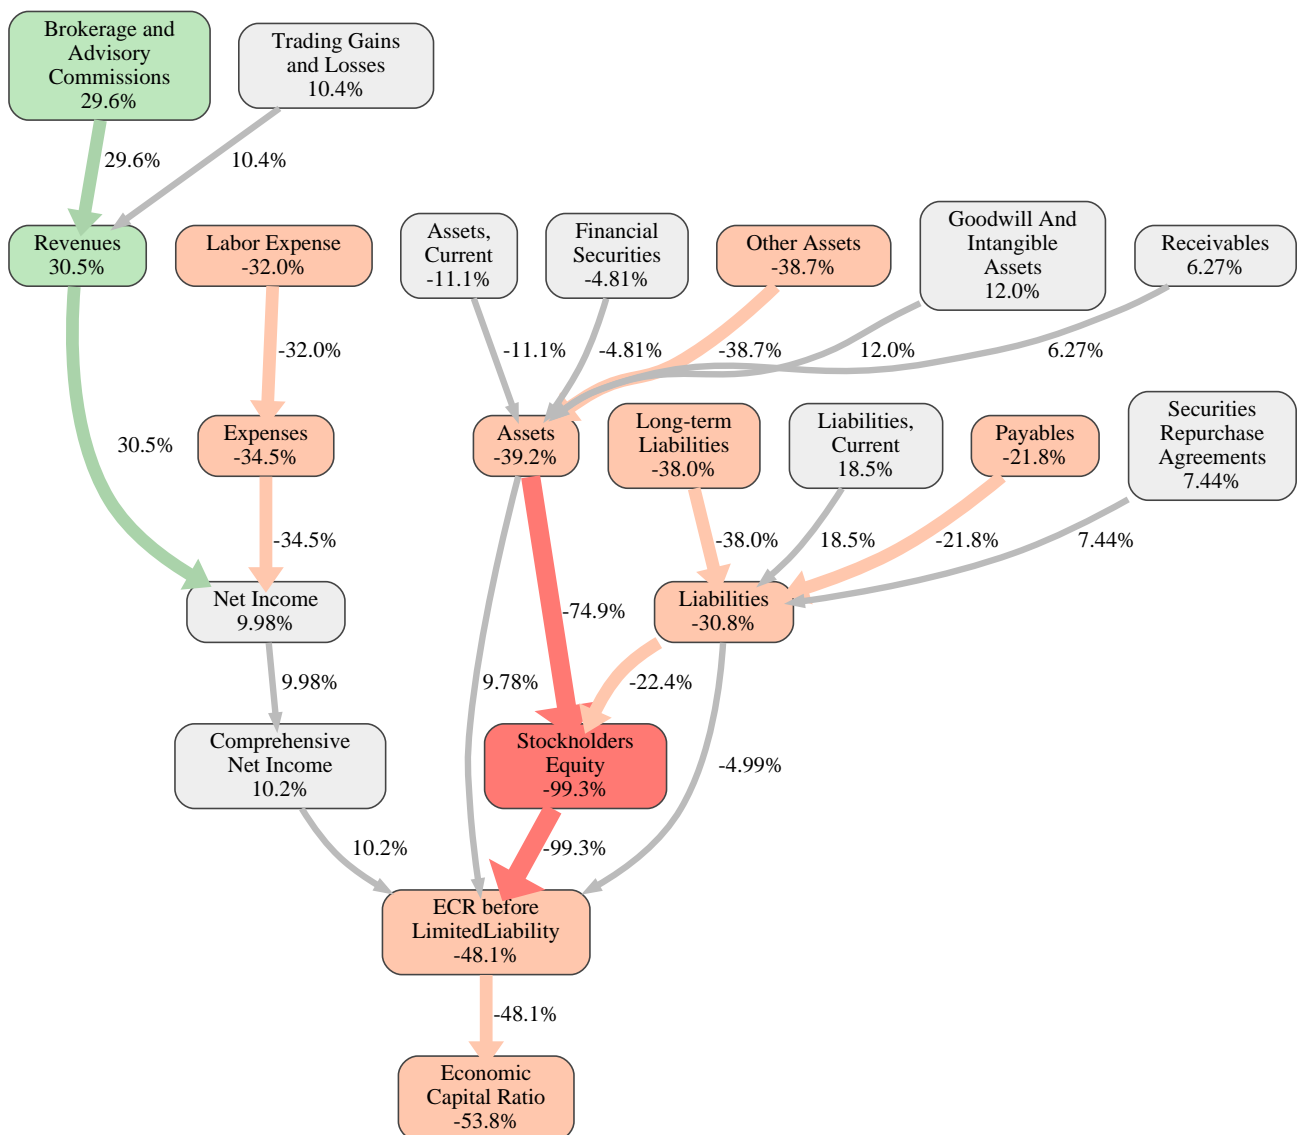 Brokerage and
Advisory
Commissions
29.6%
Trading Gains
and Losses
10.4%
29.6%
10.4%
Revenues
30.5%
Labor Expense
-32.0%
Assets,
Current
-11.1%
Financial
Securities
-4.81%
Other Assets
-38.7%
Goodwill And
Intangible
Assets
12.0%
Receivables
6.27%
-32.0%
-11.1%
-4.81%
-38.7%
12.0%
6.27%
30.5%
Expenses
-34.5%
Assets
-39.2%
Long-term
Liabilities
-38.0%
Liabilities,
Current
18.5%
Payables
-21.8%
Securities
Repurchase
Agreements
7.44%
-34.5%
-38.0%
18.5%
-21.8%
7.44%
Net Income
9.98%
-74.9%
Liabilities
-30.8%
9.98%
9.78%
-22.4%
Comprehensive
Net Income
10.2%
Stockholders
Equity
-99.3%
-4.99%
10.2%
-99.3%
ECR before
LimitedLiability
-48.1%
-48.1%
Economic
Capital Ratio
-53.8%